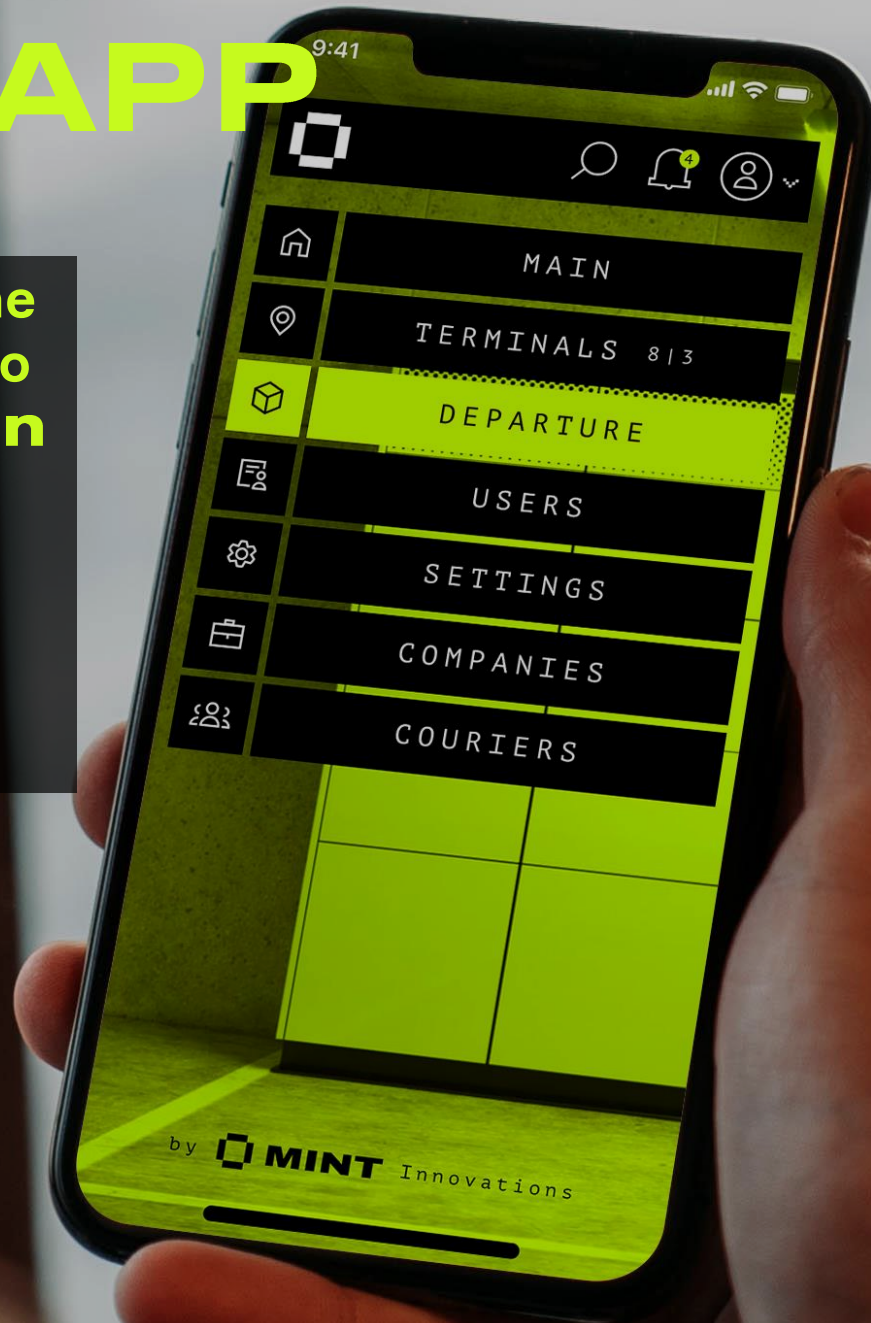 APP
9:41
4
MAIN
TERMINALS 8|3
DEPARTURE
USERS
SETTINGS
COMPANIES
COURIERS
by MINT Innovations